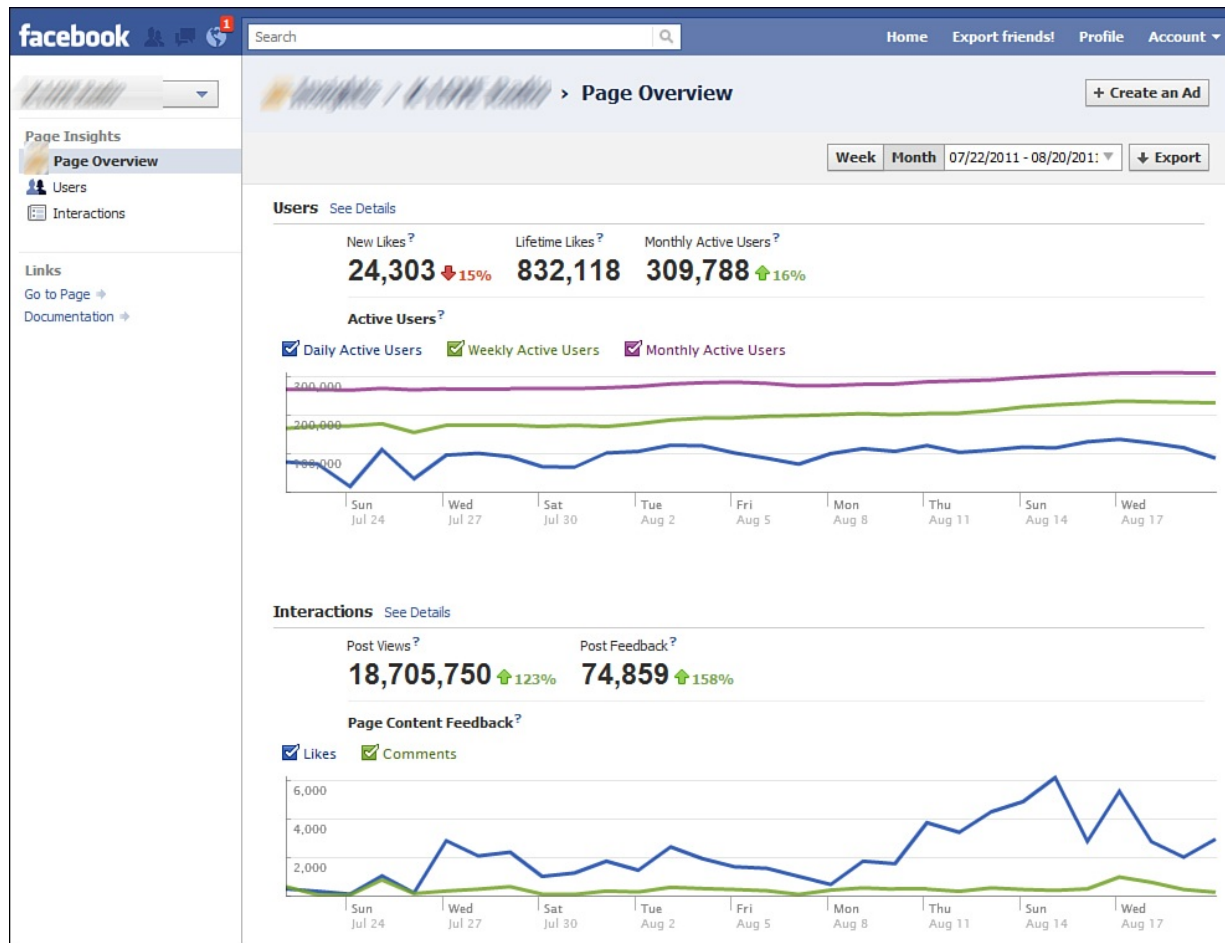 facebook 1 Search Home Export friends! Profile Account
› Page Overview + Create an Ad
Page Insights
Page Overview
Users
Interactions
Links
Go to Page
Documentation
Week Month 07/22/2011 - 08/20/201 Export
Users See Details
New Likes? Lifetime Likes? Monthly Active Users?
24,303 15% 832,118 309,788 16%
Active Users?
Daily Active Users Weekly Active Users Monthly Active Users
300,000
200,000
100,000
Sun Wed Sat Tue Fri Mon Thu Sun Wed
Jul 24 Jul 27 Jul 30 Aug 2 Aug 5 Aug 8 Aug 11 Aug 14 Aug 17
Interactions See Details
Post Views? Post Feedback?
18,705,750 123% 74,859 158%
Page Content Feedback?
Likes Comments
6,000
4,000
2,000
Sun Wed Sat Tue Fri Mon Thu Sun Wed
Jul 24 Jul 27 Jul 30 Aug 2 Aug 5 Aug 8 Aug 11 Aug 14 Aug 17